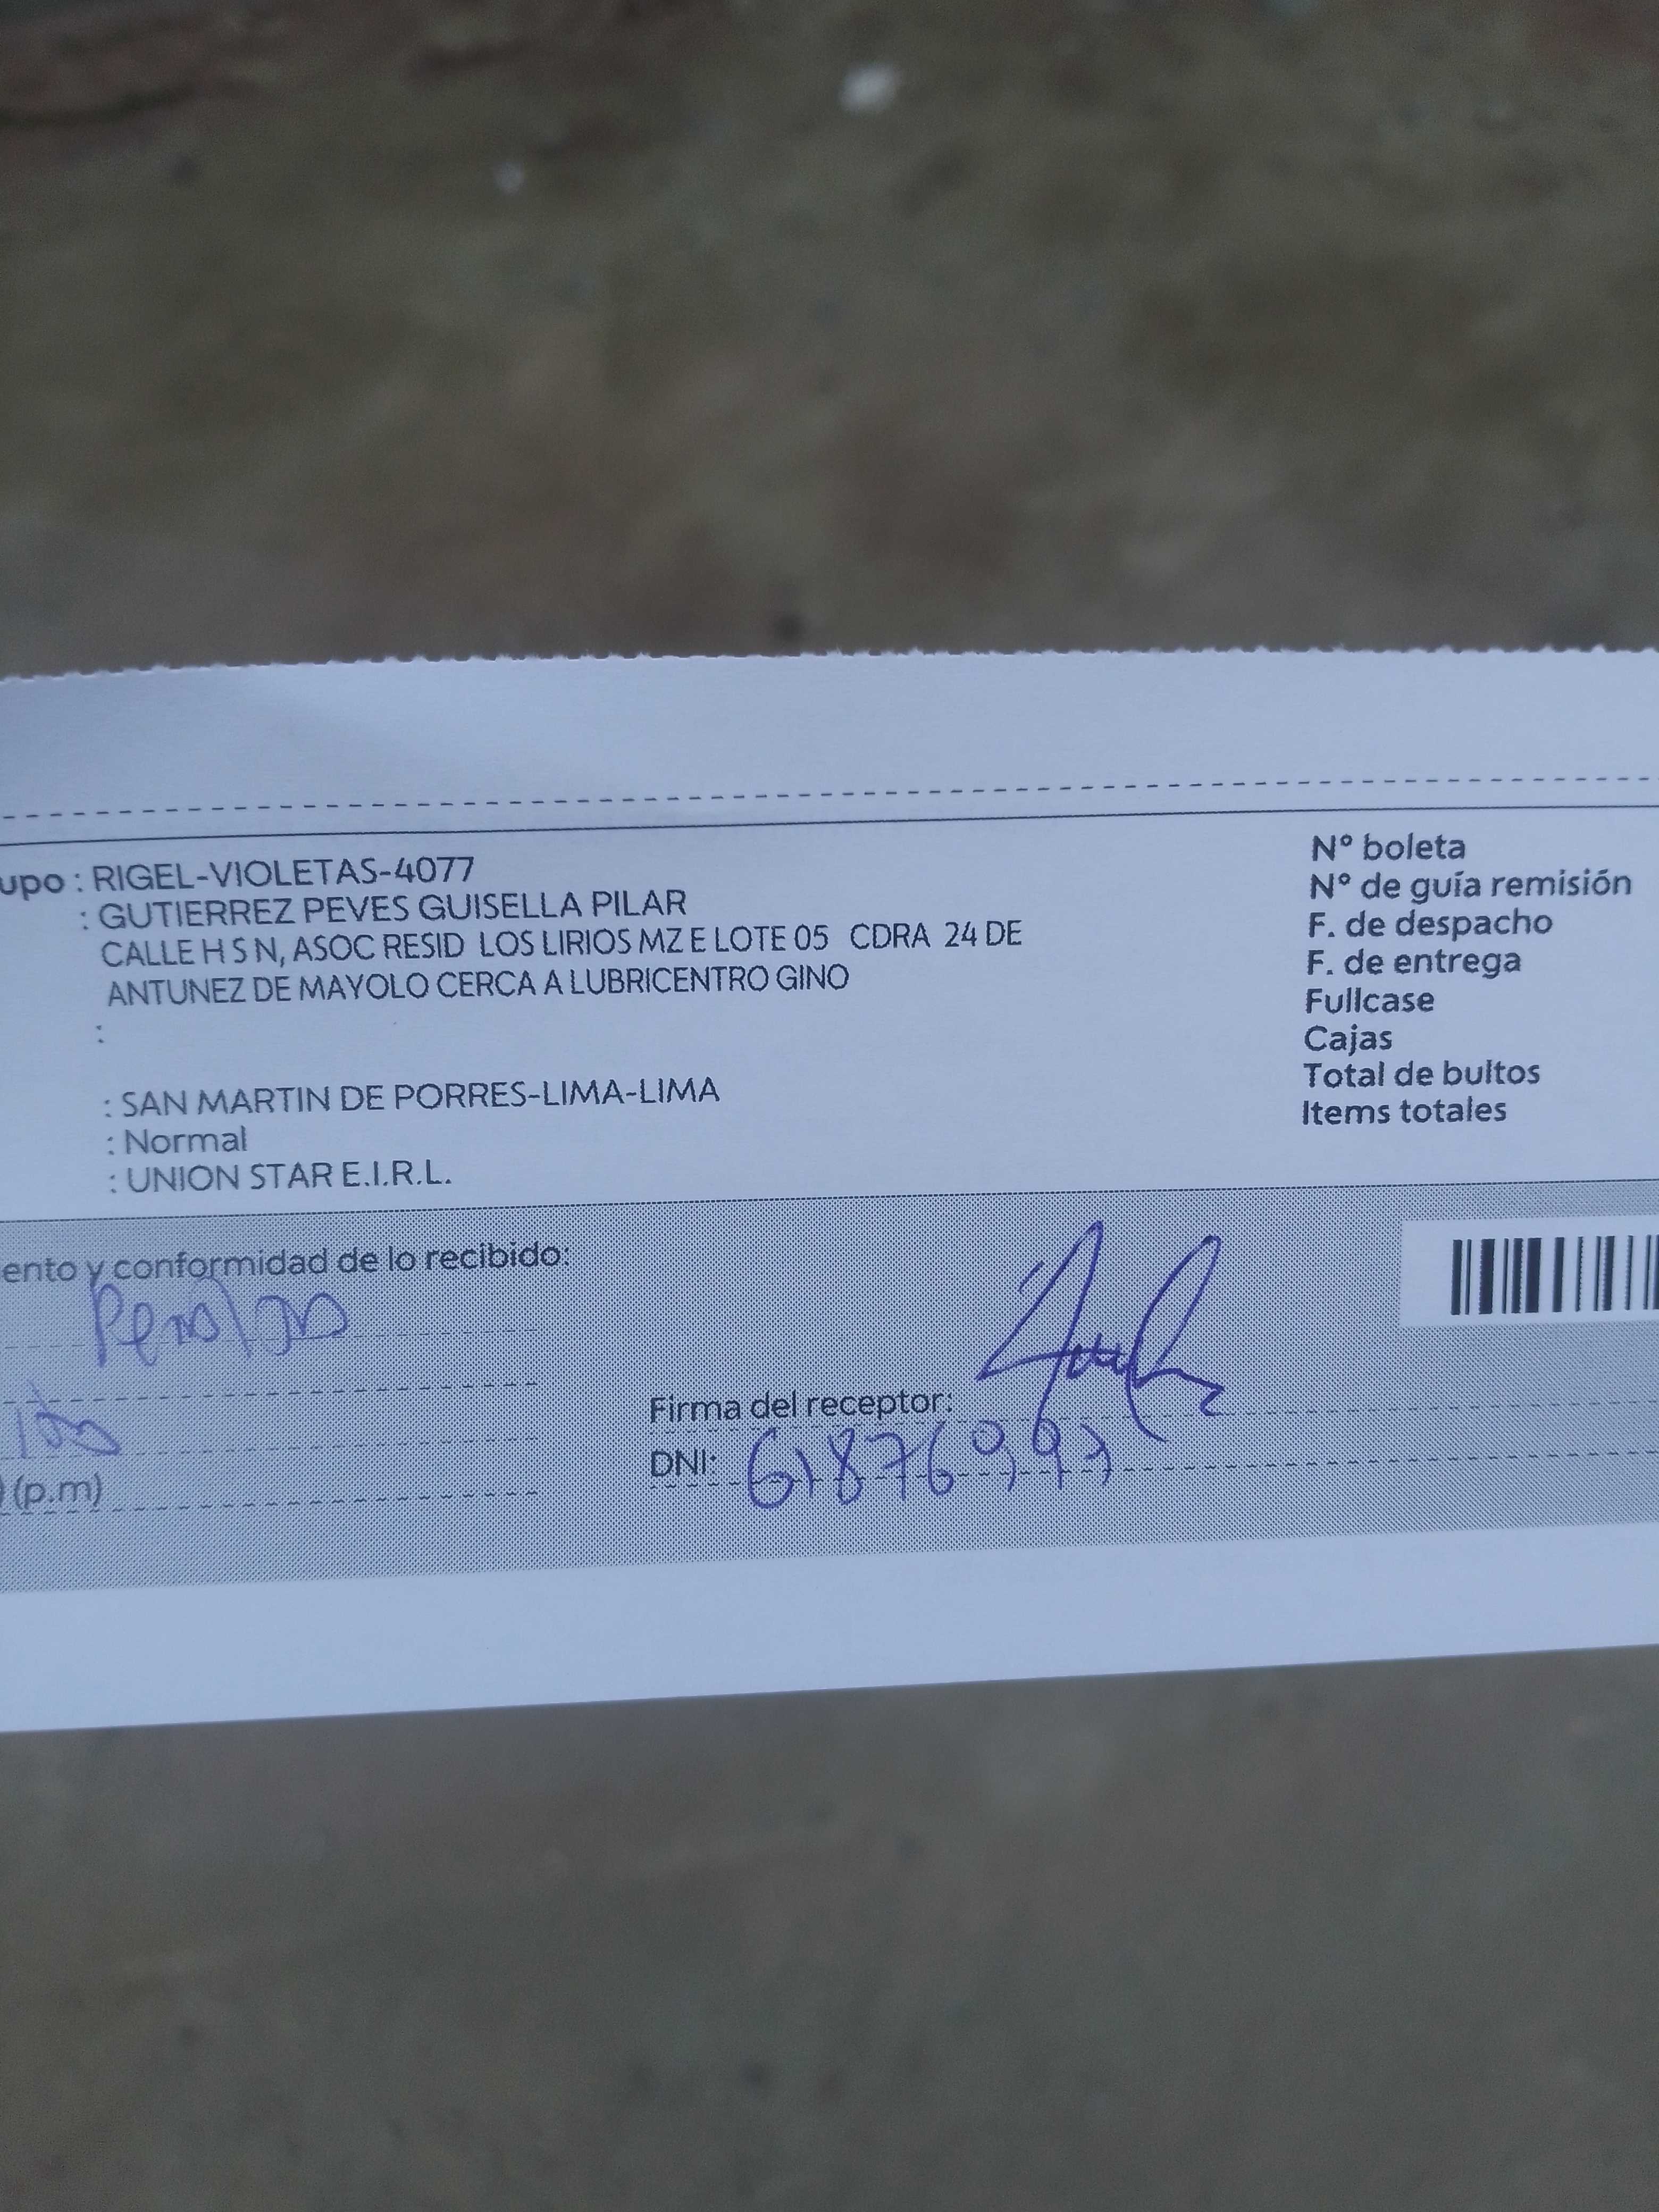 upo : RIGEL-VIOLETAS-4077
: GUTIERREZ PEVES GUISELLA PILAR
CALLE H S N, ASOC RESID LOS LIRIOS MZ E LOTE 05 CDRA 24 DE
ANTUNEZ DE MAYOLO CERCA A LUBRICENTRO GINO
:
: SAN MARTIN DE PORRES-LIMA-LIMA
: Normal
: UNION STAR E.I.R.L.
N° boleta
N° de guía remisión
F. de despacho
F. de entrega
Fullcase
Cajas
Total de bultos
Items totales
ento y conformidad de lo recibido:
) (p.m)
Firma del receptor:
DNI: 61876997